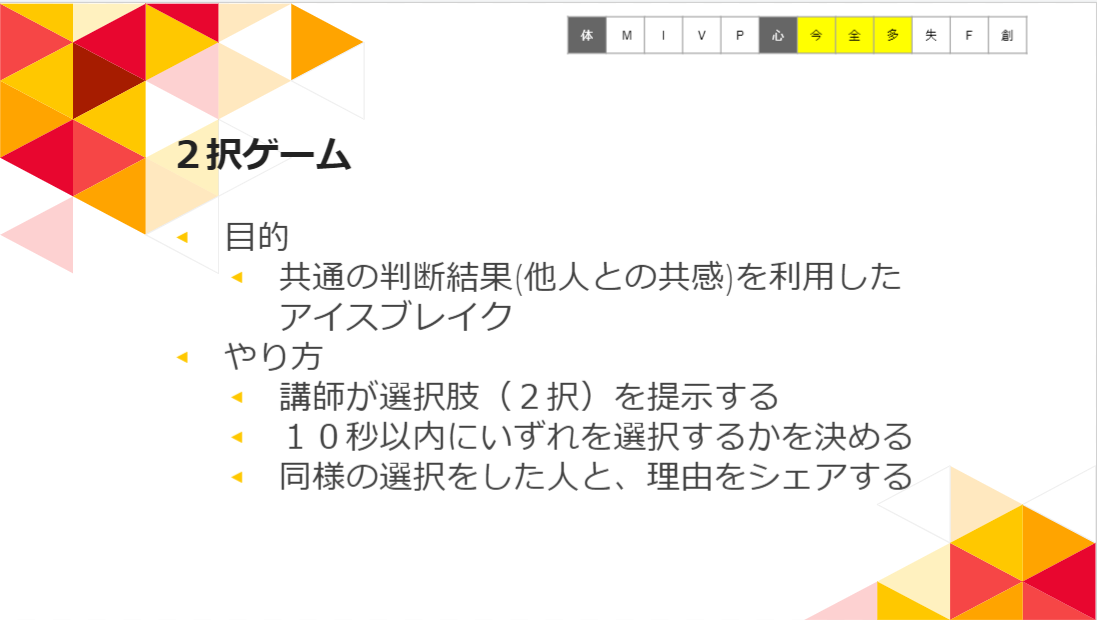 体 M I V P 心 今 全 多 失 F 創
２択ゲーム
目的
共通の判断結果(他人との共感)を利用した
アイスブレイク
やり方
講師が選択肢（２択）を提示する
１０秒以内にいずれを選択するかを決める
同様の選択をした人と、理由をシェアする